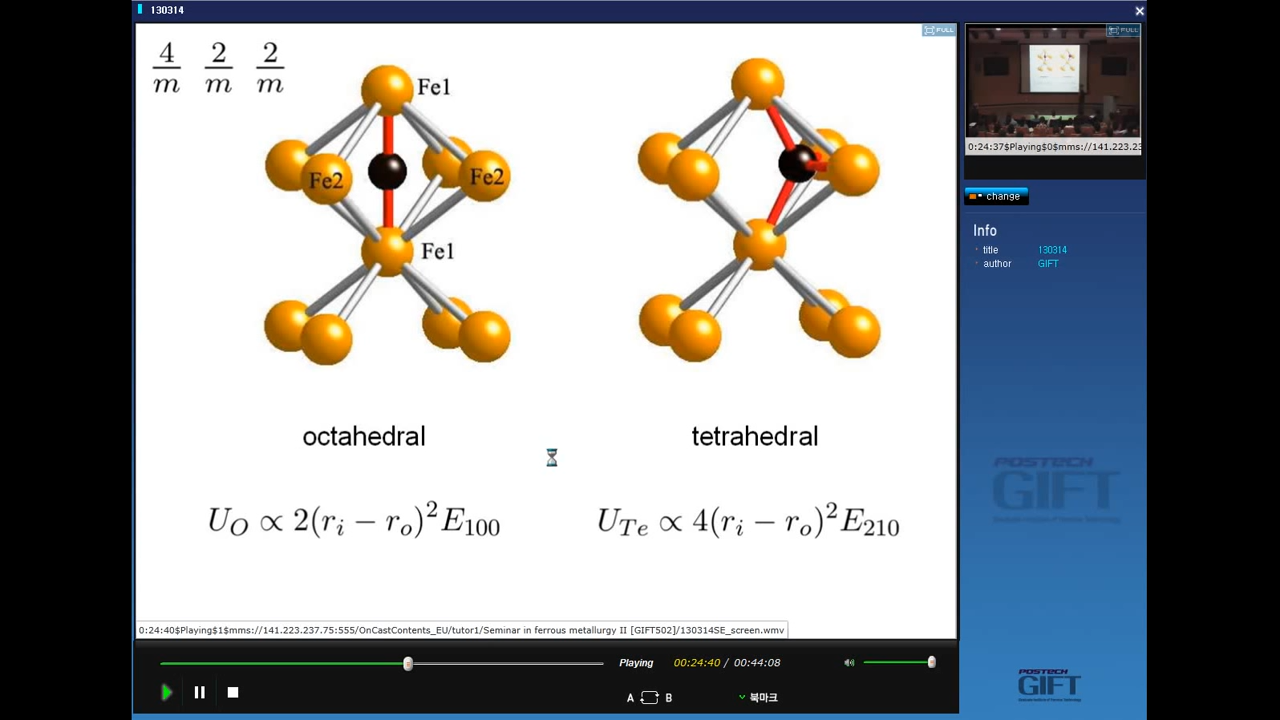 130314
FULL
FULL
4/m 2/m 2/m
Fe1
Fe2
Fe2
Fe1
octahedral
tetrahedral
U_O ∝ 2(r_i − r_o)^2 E_100
U_Te ∝ 4(r_i − r_o)^2 E_210
0:24:37$Playing$0$mms://141.223.23
change
Info
title 130314
author GIFT
POSTECH
GIFT
0:24:40$Playing$1$mms://141.223.237.75:555/OnCastContents_EU/tutor1/Seminar in ferrous metallurgy II [GIFT502]/130314SE_screen.wmv
Playing 00:24:40 / 00:44:08
A B 북마크
POSTECH
GIFT